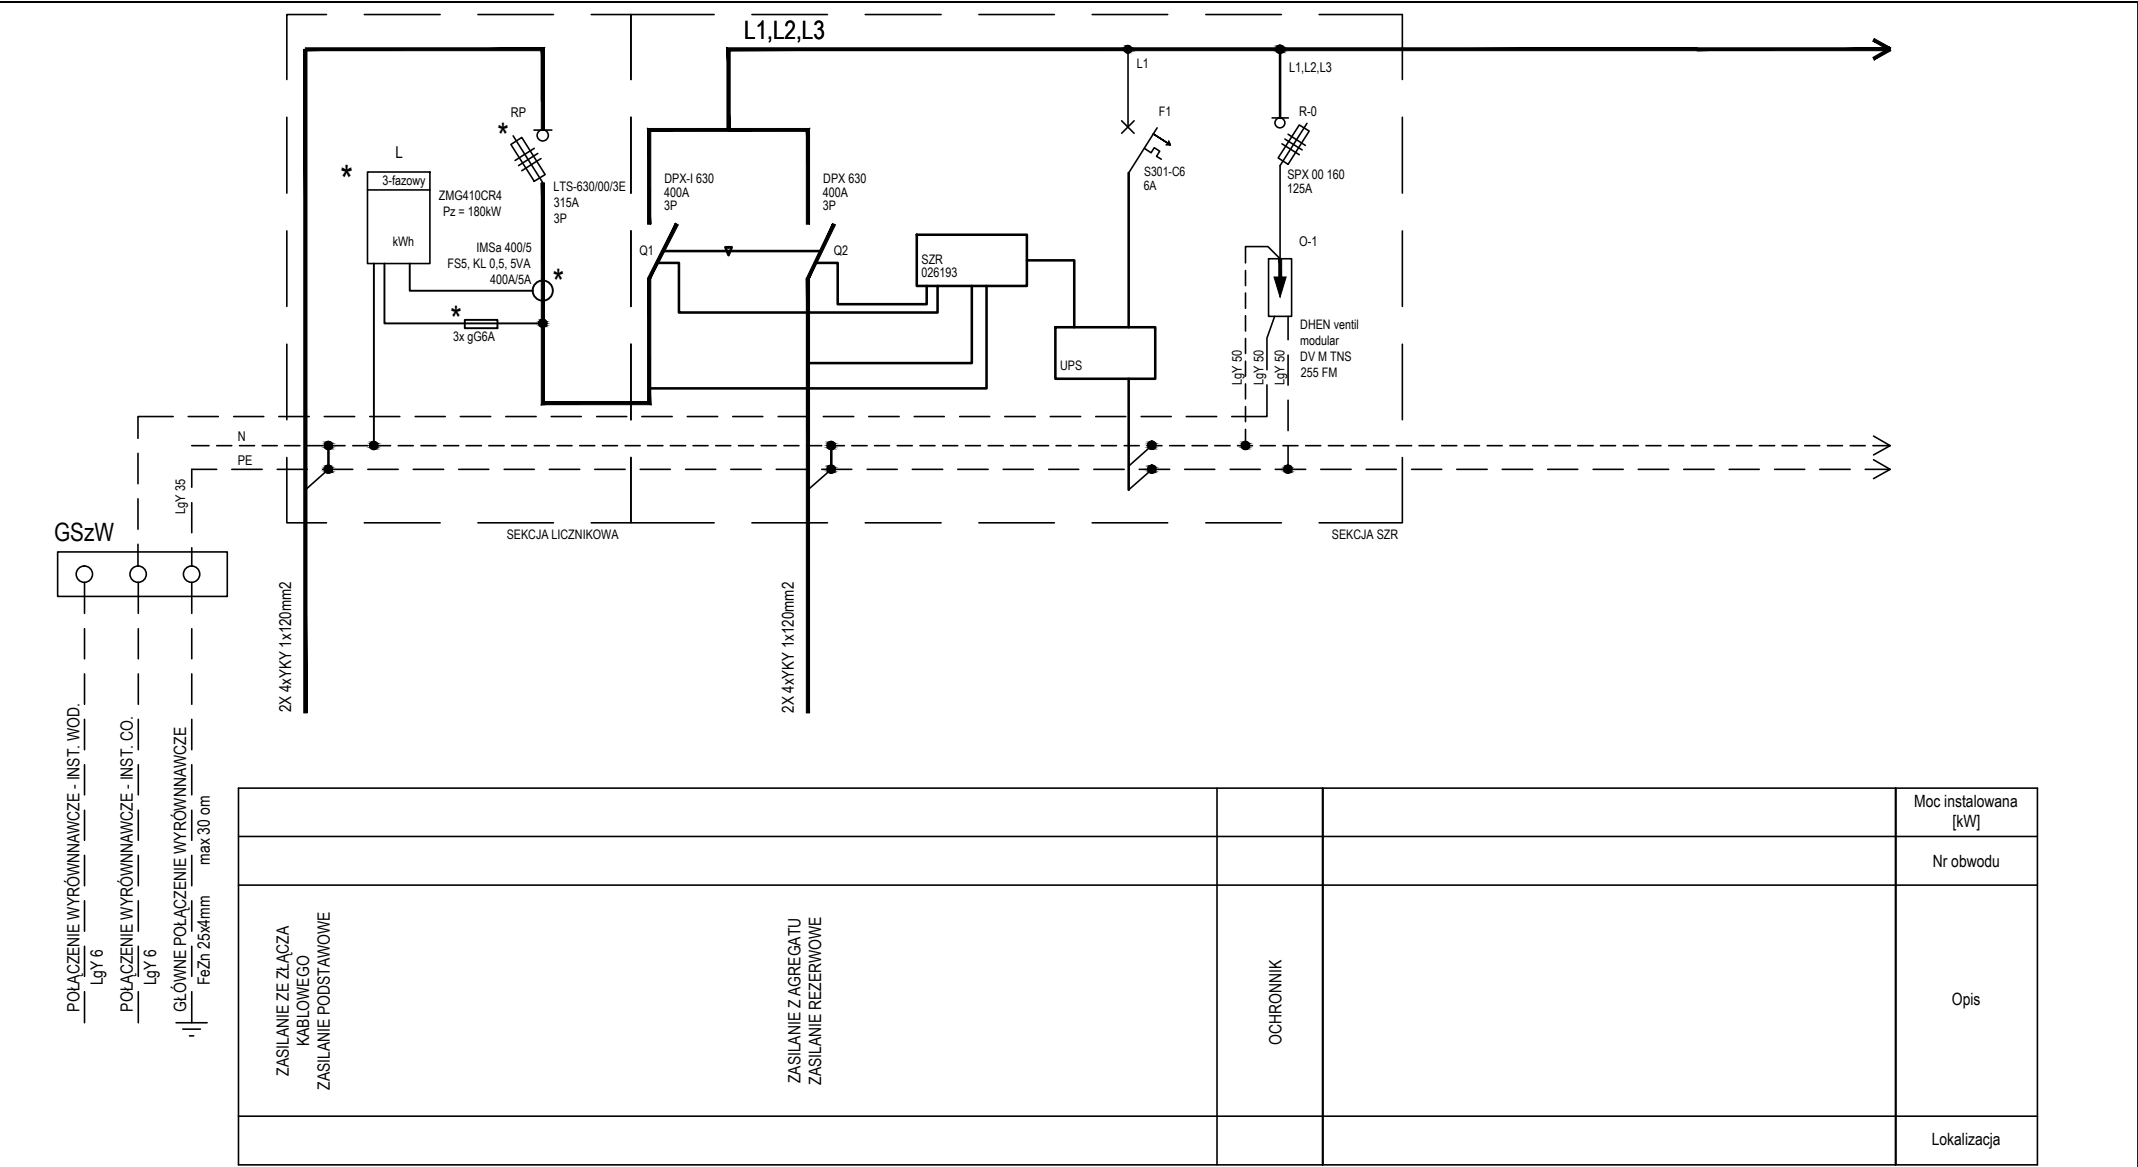 L1,L2,L3
L1
L1,L2,L3
RP
*
LTS-630/00/3E
315A
3P
L
*
3-fazowy
kWh
ZMG410CR4
Pz = 180kW
IMSa 400/5
FS5, KL 0,5, 5VA
400A/5A
*
*
3x gG6A
DPX-I 630
400A
3P
Q1
DPX 630
400A
3P
Q2
SZR
026193
UPS
F1
S301-C6
6A
R-0
SPX 00 160
125A
O-1
DHEN ventil
modular
DV M TNS
255 FM
LgY 50
LgY 50
LgY 50
N
PE
LgY 35
SEKCJA LICZNIKOWA
SEKCJA SZR
GSzW
2X 4xYKY 1x120mm2
2X 4xYKY 1x120mm2
POŁĄCZENIE WYRÓWNNAWCZE - INST. WOD.
LgY 6
POŁĄCZENIE WYRÓWNNAWCZE - INST. CO.
LgY 6
GŁÓWNE POŁĄCZENIE WYRÓWNNAWCZE
FeZn 25x4mm max 30 om
Moc instalowana
[kW]
Nr obwodu
ZASILANIE ZE ZŁĄCZA
KABLOWEGO
ZASILANIE PODSTAWOWE
ZASILANIE Z AGREGATU
ZASILANIE REZERWOWE
OCHRONNIK
Opis
Lokalizacja